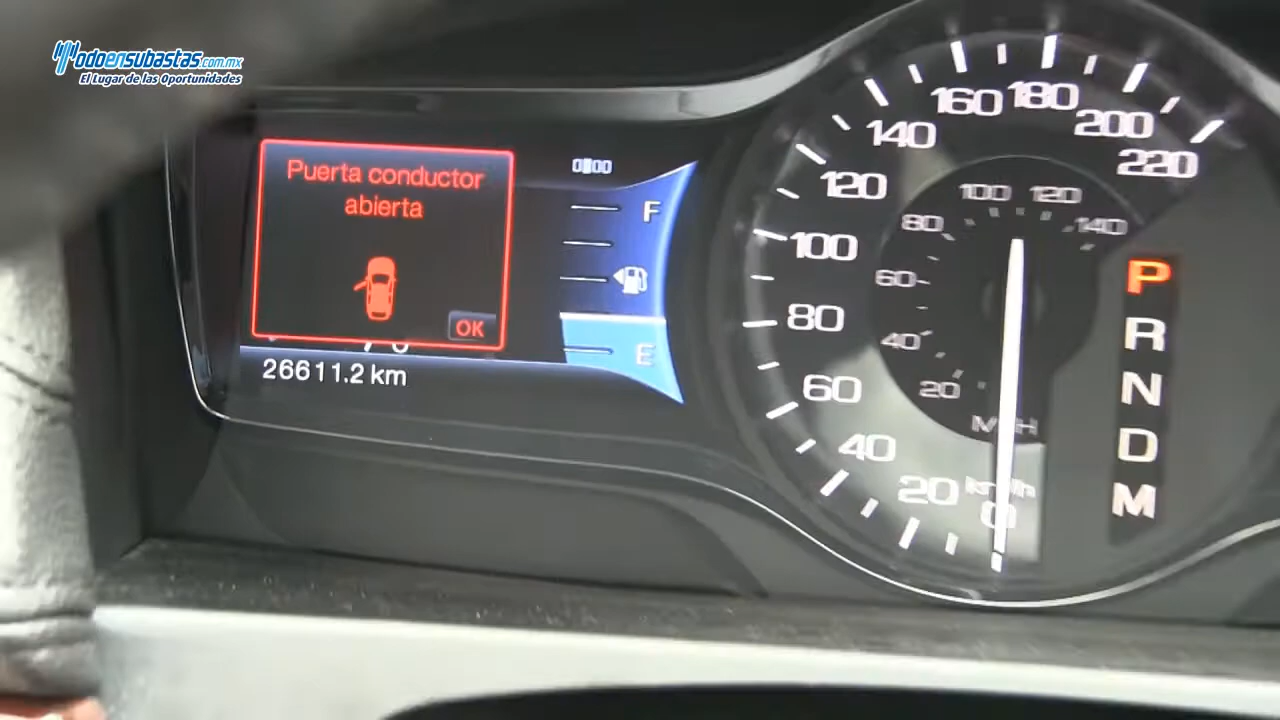 Todoensubastas.com.mx
El Lugar de las Oportunidades
Puerta conductor
abierta
OK
26611.2 km
F
E
0
20
40
60
80
100
120
140
160
180
200
220
km/h
20
40
60
80
100
120
140
MPH
P
R
N
D
M